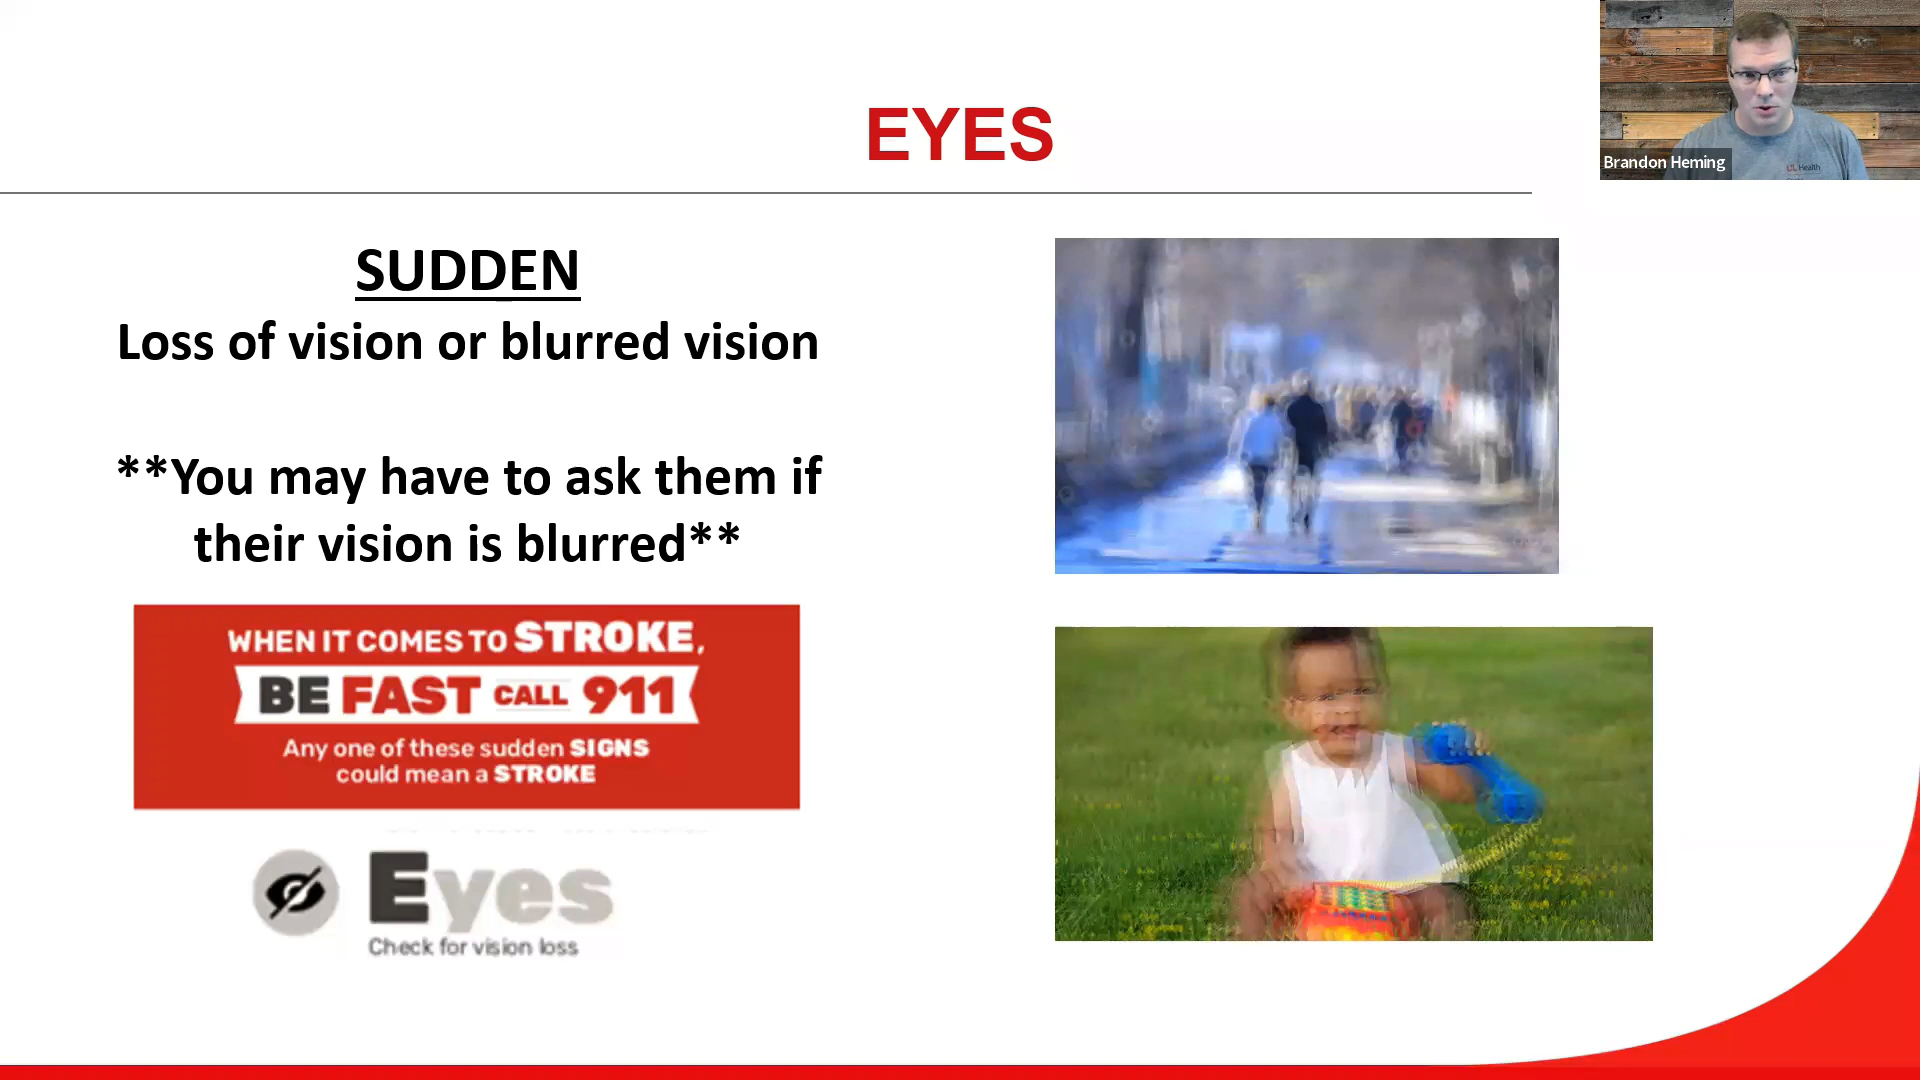 EYES
Brandon Heming
UL Health
SUDDEN
Loss of vision or blurred vision
**You may have to ask them if
their vision is blurred**
WHEN IT COMES TO STROKE,
BE FAST CALL 911
Any one of these sudden SIGNS
could mean a STROKE
Eyes
Check for vision loss